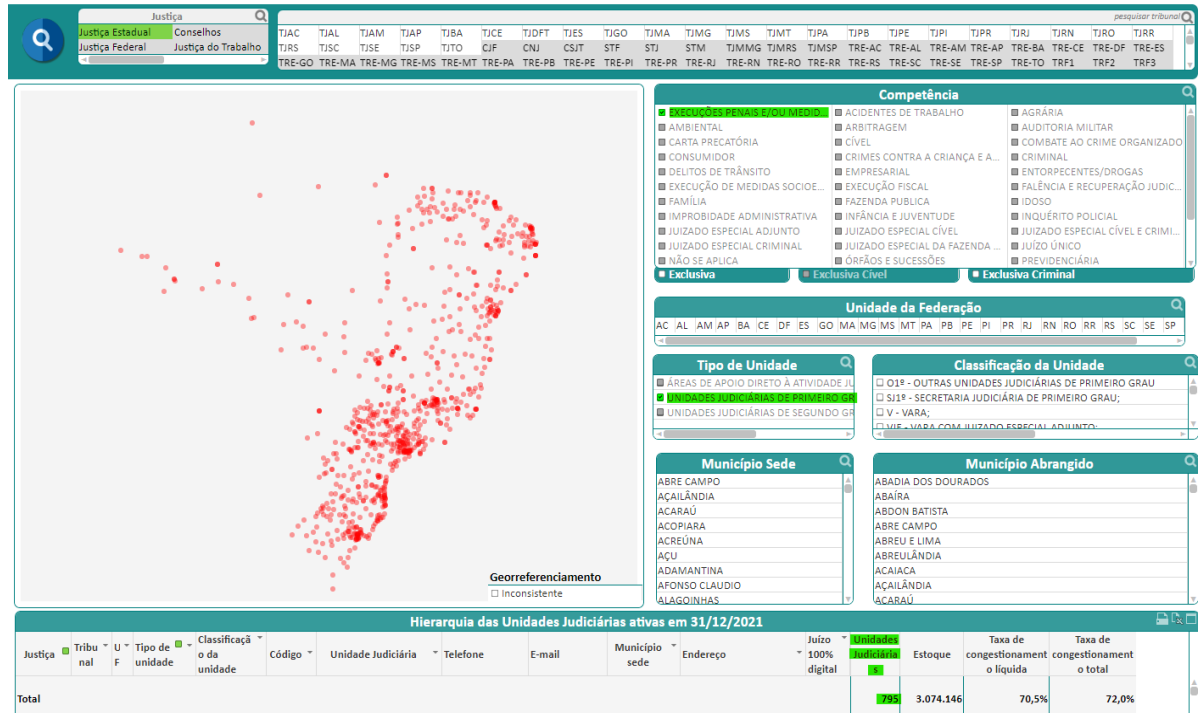 Justiça
Justiça Estadual Conselhos
Justiça Federal Justiça do Trabalho
pesquisar tribunal
TJAC TJAL TJAM TJAP TJBA TJCE TJDFT TJES TJGO TJMA TJMG TJMS TJMT TJPA TJPB TJPE TJPI TJPR TJRJ TJRN TJRO TJRR
TJRS TJSC TJSE TJSP TJTO CJF CNJ CSJT STF STJ STM TJMMG TJMRS TJMSP TRE-AC TRE-AL TRE-AM TRE-AP TRE-BA TRE-CE TRE-DF TRE-ES
TRE-GO TRE-MA TRE-MG TRE-MS TRE-MT TRE-PA TRE-PB TRE-PE TRE-PI TRE-PR TRE-RJ TRE-RN TRE-RO TRE-RR TRE-RS TRE-SC TRE-SE TRE-SP TRE-TO TRF1 TRF2 TRF3
Competência
EXECUÇÕES PENAIS E/OU MEDID... ACIDENTES DE TRABALHO AGRÁRIA
AMBIENTAL ARBITRAGEM AUDITORIA MILITAR
CARTA PRECATÓRIA CÍVEL COMBATE AO CRIME ORGANIZADO
CONSUMIDOR CRIMES CONTRA A CRIANÇA E A... CRIMINAL
DELITOS DE TRÂNSITO EMPRESARIAL ENTORPECENTES/DROGAS
EXECUÇÃO DE MEDIDAS SOCIOE... EXECUÇÃO FISCAL FALÊNCIA E RECUPERAÇÃO JUDIC...
FAMÍLIA FAZENDA PUBLICA IDOSO
IMPROBIDADE ADMINISTRATIVA INFÂNCIA E JUVENTUDE INQUÉRITO POLICIAL
JUIZADO ESPECIAL ADJUNTO JUIZADO ESPECIAL CÍVEL JUIZADO ESPECIAL CÍVEL E CRIMI...
JUIZADO ESPECIAL CRIMINAL JUIZADO ESPECIAL DA FAZENDA ... JUÍZO ÚNICO
NÃO SE APLICA ÓRFÃOS E SUCESSÕES PREVIDENCIÁRIA
Exclusiva Exclusiva Cível Exclusiva Criminal
Unidade da Federação
AC AL AM AP BA CE DF ES GO MA MG MS MT PA PB PE PI PR RJ RN RO RR RS SC SE SP
Tipo de Unidade
ÁREAS DE APOIO DIRETO À ATIVIDADE JU
UNIDADES JUDICIÁRIAS DE PRIMEIRO GR
UNIDADES JUDICIÁRIAS DE SEGUNDO GR
Classificação da Unidade
O1º - OUTRAS UNIDADES JUDICIÁRIAS DE PRIMEIRO GRAU
SJ1º - SECRETARIA JUDICIÁRIA DE PRIMEIRO GRAU;
V - VARA;
VJE - VARA COM JUIZADO ESPECIAL ADJUNTO;
Município Sede
ABRE CAMPO
AÇAILÂNDIA
ACARAÚ
ACOPIARA
ACREÚNA
AÇU
ADAMANTINA
AFONSO CLAUDIO
ALAGOINHAS
Município Abrangido
ABADIA DOS DOURADOS
ABAÍRA
ABDON BATISTA
ABRE CAMPO
ABREU E LIMA
ABREULÂNDIA
ACAIACA
AÇAILÂNDIA
ACARAÚ
Georreferenciamento
Inconsistente
Hierarquia das Unidades Judiciárias ativas em 31/12/2021
Justiça
Tribu
nal
U
F
Tipo de
unidade
Classificaçã
o da
unidade
Código
Unidade Judiciária
Telefone
E-mail
Município
sede
Endereço
Juízo
100%
digital
Unidades
Judiciária
s
Estoque
Taxa de
congestionament
o líquida
Taxa de
congestionament
o total
Total 795 3.074.146 70,5% 72,0%